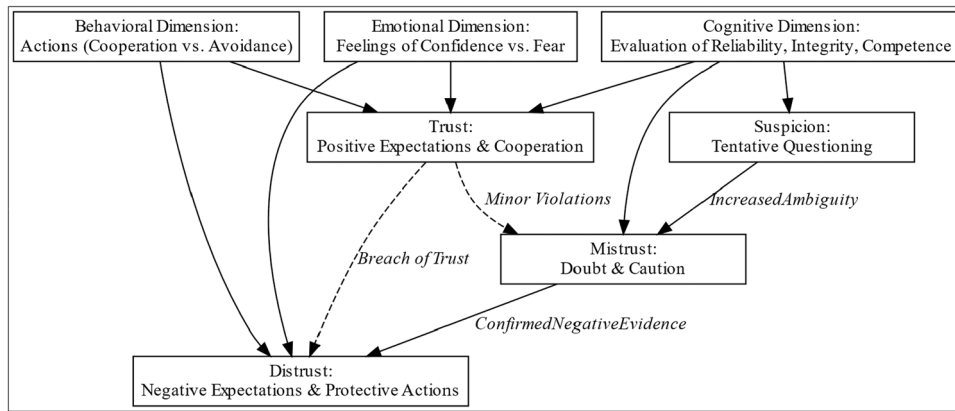 Behavioral Dimension:
Actions (Cooperation vs. Avoidance)
Emotional Dimension:
Feelings of Confidence vs. Fear
Cognitive Dimension:
Evaluation of Reliability, Integrity, Competence
Trust:
Positive Expectations & Cooperation
Suspicion:
Tentative Questioning
Minor Violations
IncreasedAmbiguity
Mistrust:
Doubt & Caution
Breach of Trust
ConfirmedNegativeEvidence
Distrust:
Negative Expectations & Protective Actions